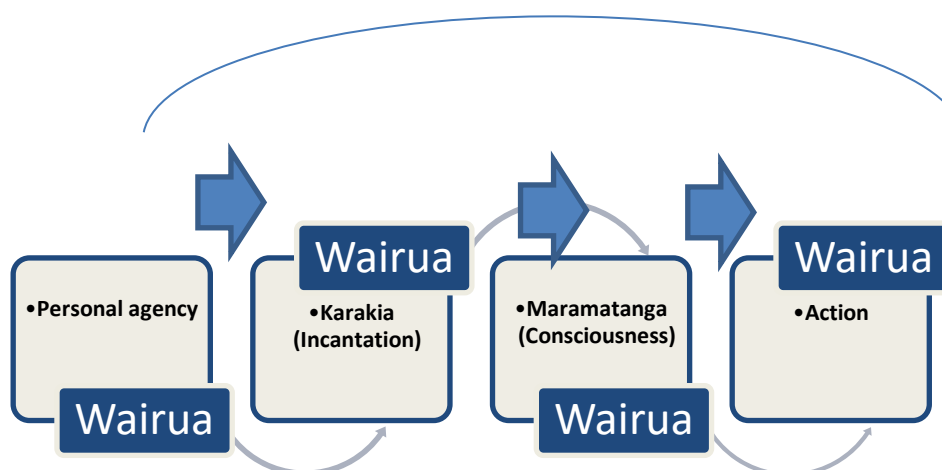 •Personal agency
Wairua
Wairua
•Karakia
(Incantation)
•Maramatanga
(Consciousness)
Wairua
Wairua
•Action